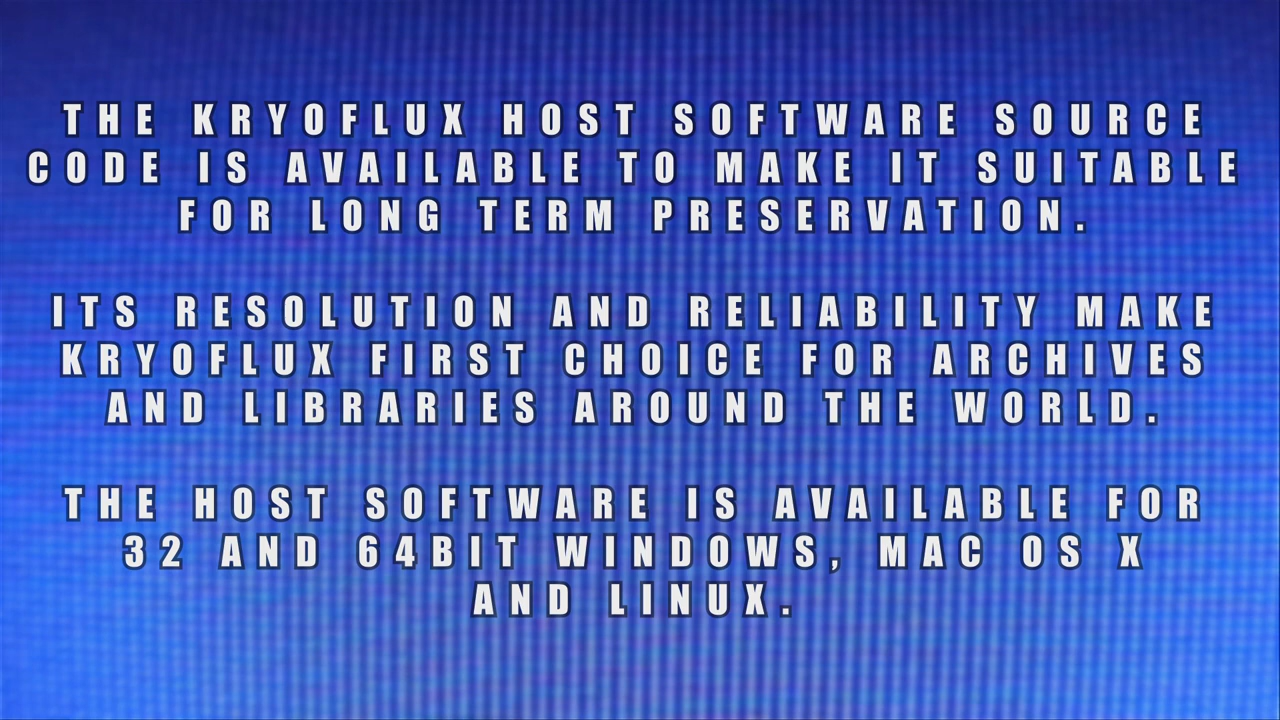 THE KRYOFLUX HOST SOFTWARE SOURCE
CODE IS AVAILABLE TO MAKE IT SUITABLE
FOR LONG TERM PRESERVATION.
ITS RESOLUTION AND RELIABILITY MAKE
KRYOFLUX FIRST CHOICE FOR ARCHIVES
AND LIBRARIES AROUND THE WORLD.
THE HOST SOFTWARE IS AVAILABLE FOR
32 AND 64BIT WINDOWS, MAC OS X
AND LINUX.